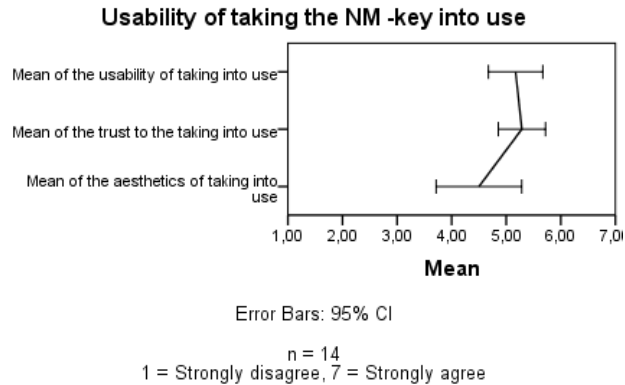 Usability of taking the NM -key into use
Mean of the usability of taking into use
Mean of the trust to the taking into use
Mean of the aesthetics of taking into
use
1,00 2,00 3,00 4,00 5,00 6,00 7,00
Mean
Error Bars: 95% CI
n = 14
1 = Strongly disagree, 7 = Strongly agree